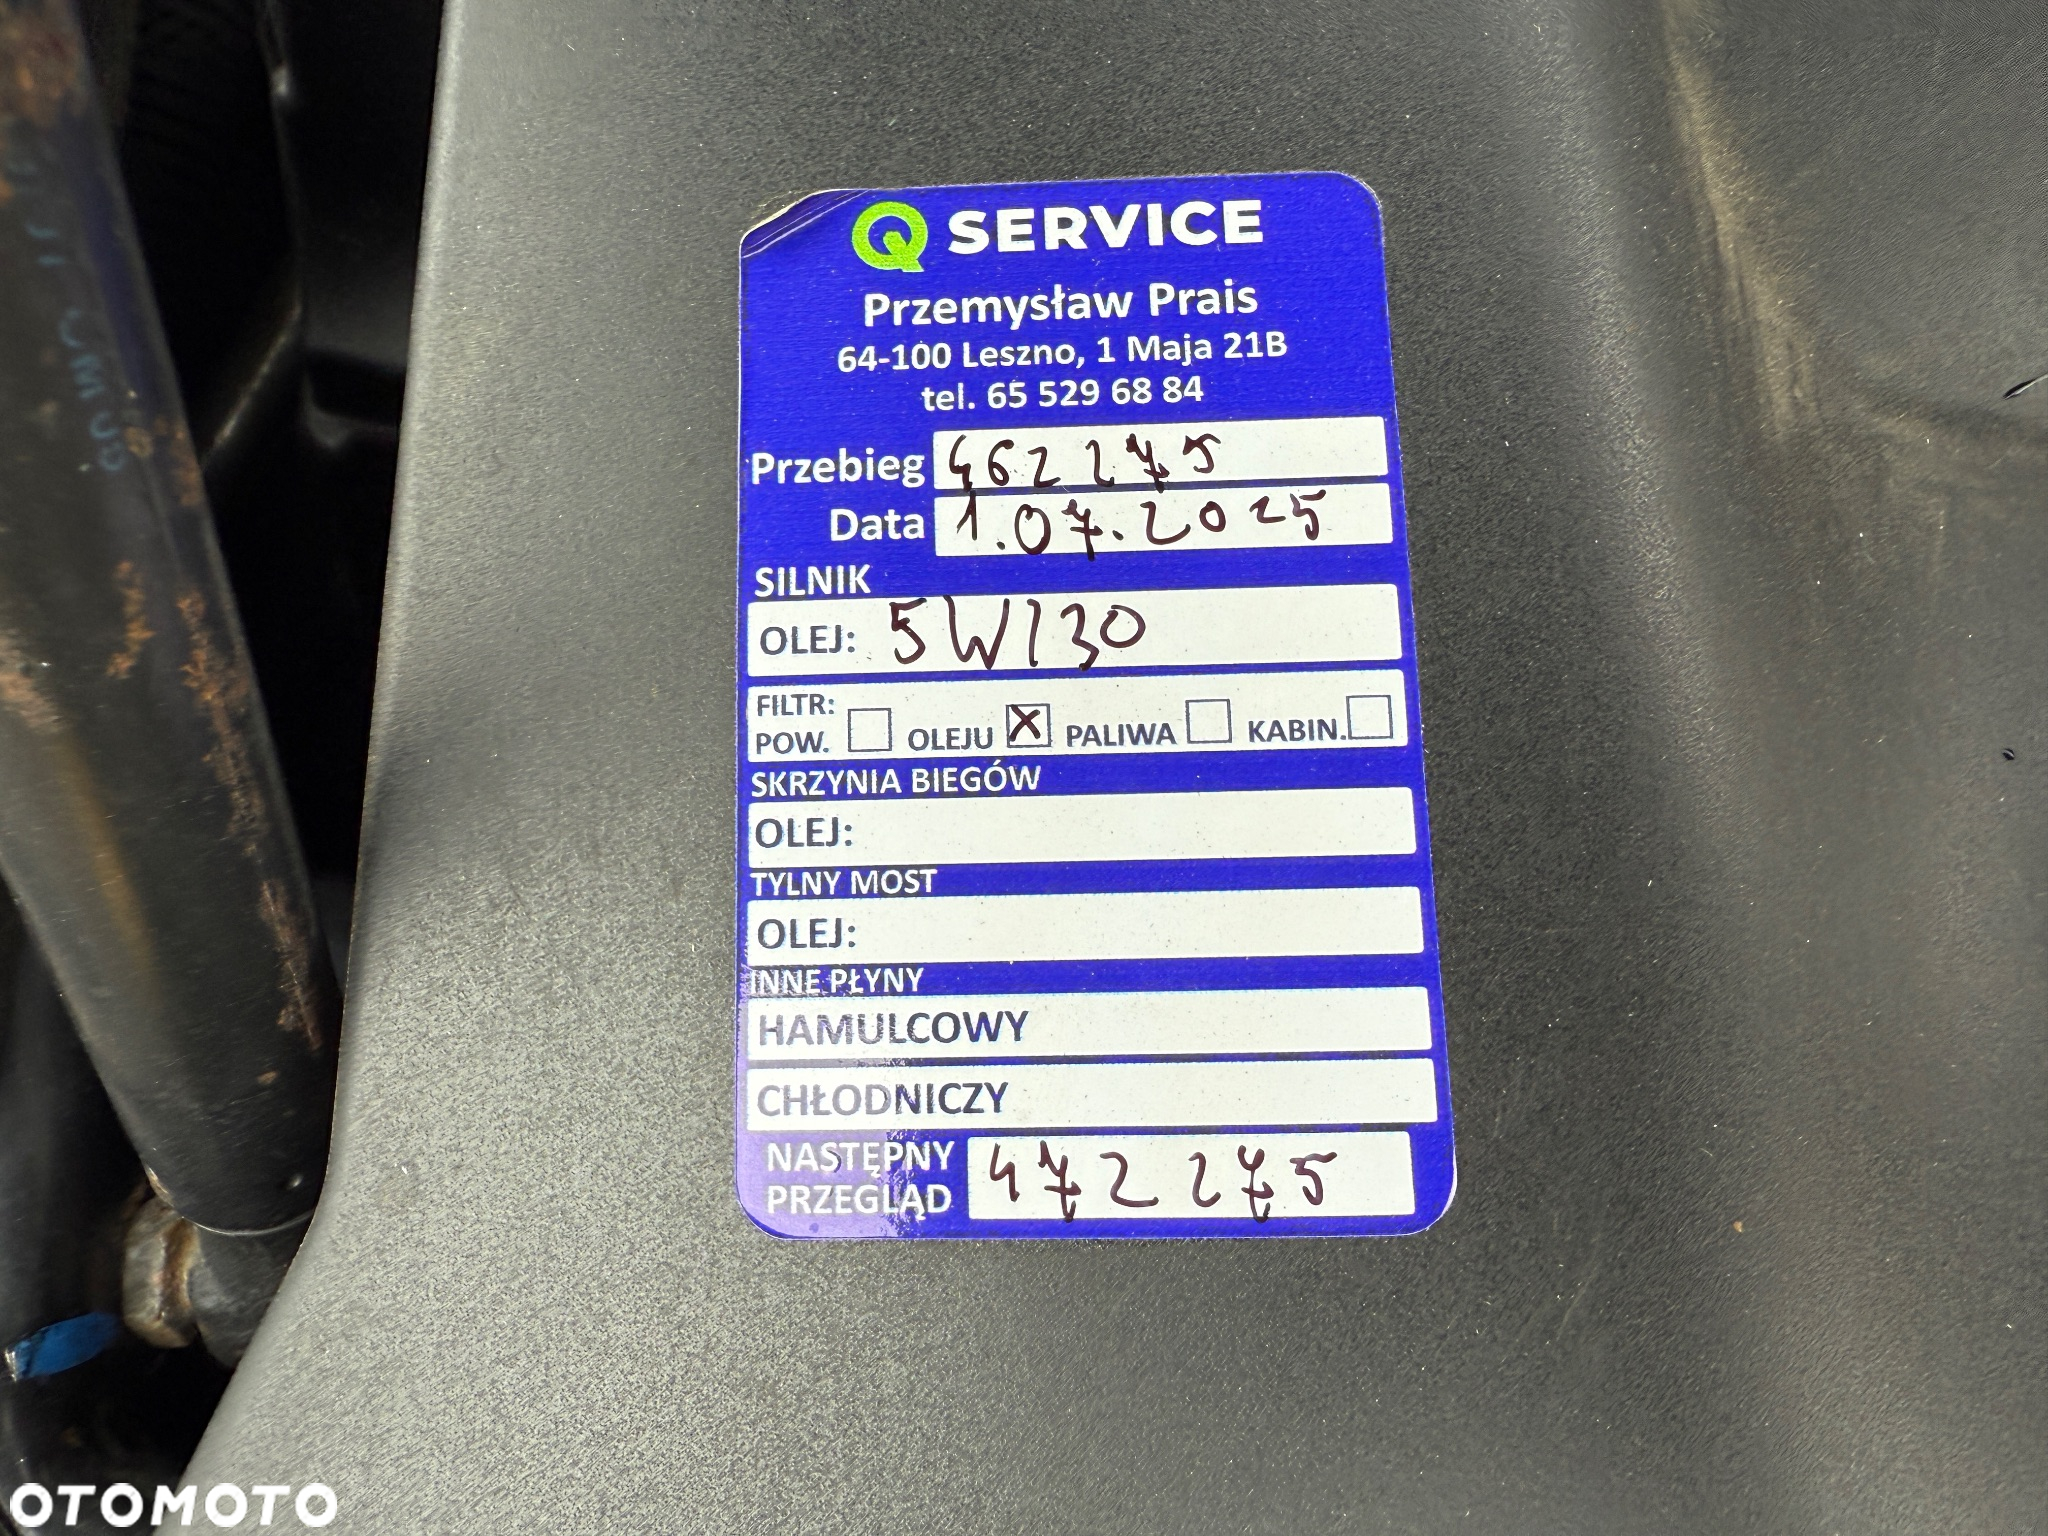 Q SERVICE
Przemysław Prais
64-100 Leszno, 1 Maja 21B
tel. 65 529 68 84
Przebieg 462275
Data 1.07.2025
SILNIK
OLEJ: 5W/30
FILTR:
POW. OLEJU X PALIWA KABIN.
SKRZYNIA BIEGÓW
OLEJ:
TYLNY MOST
OLEJ:
INNE PŁYNY
HAMULCOWY
CHŁODNICZY
NASTĘPNY
PRZEGLĄD 472275
OTOMOTO